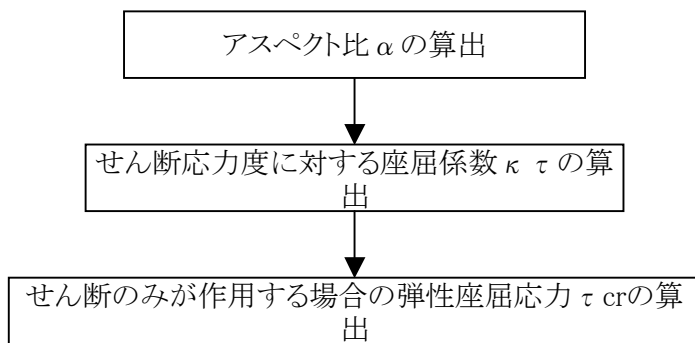 アスペクト比αの算出
せん断応力度に対する座屈係数κ τの算
出
せん断のみが作用する場合の弾性座屈応力τcrの算
出